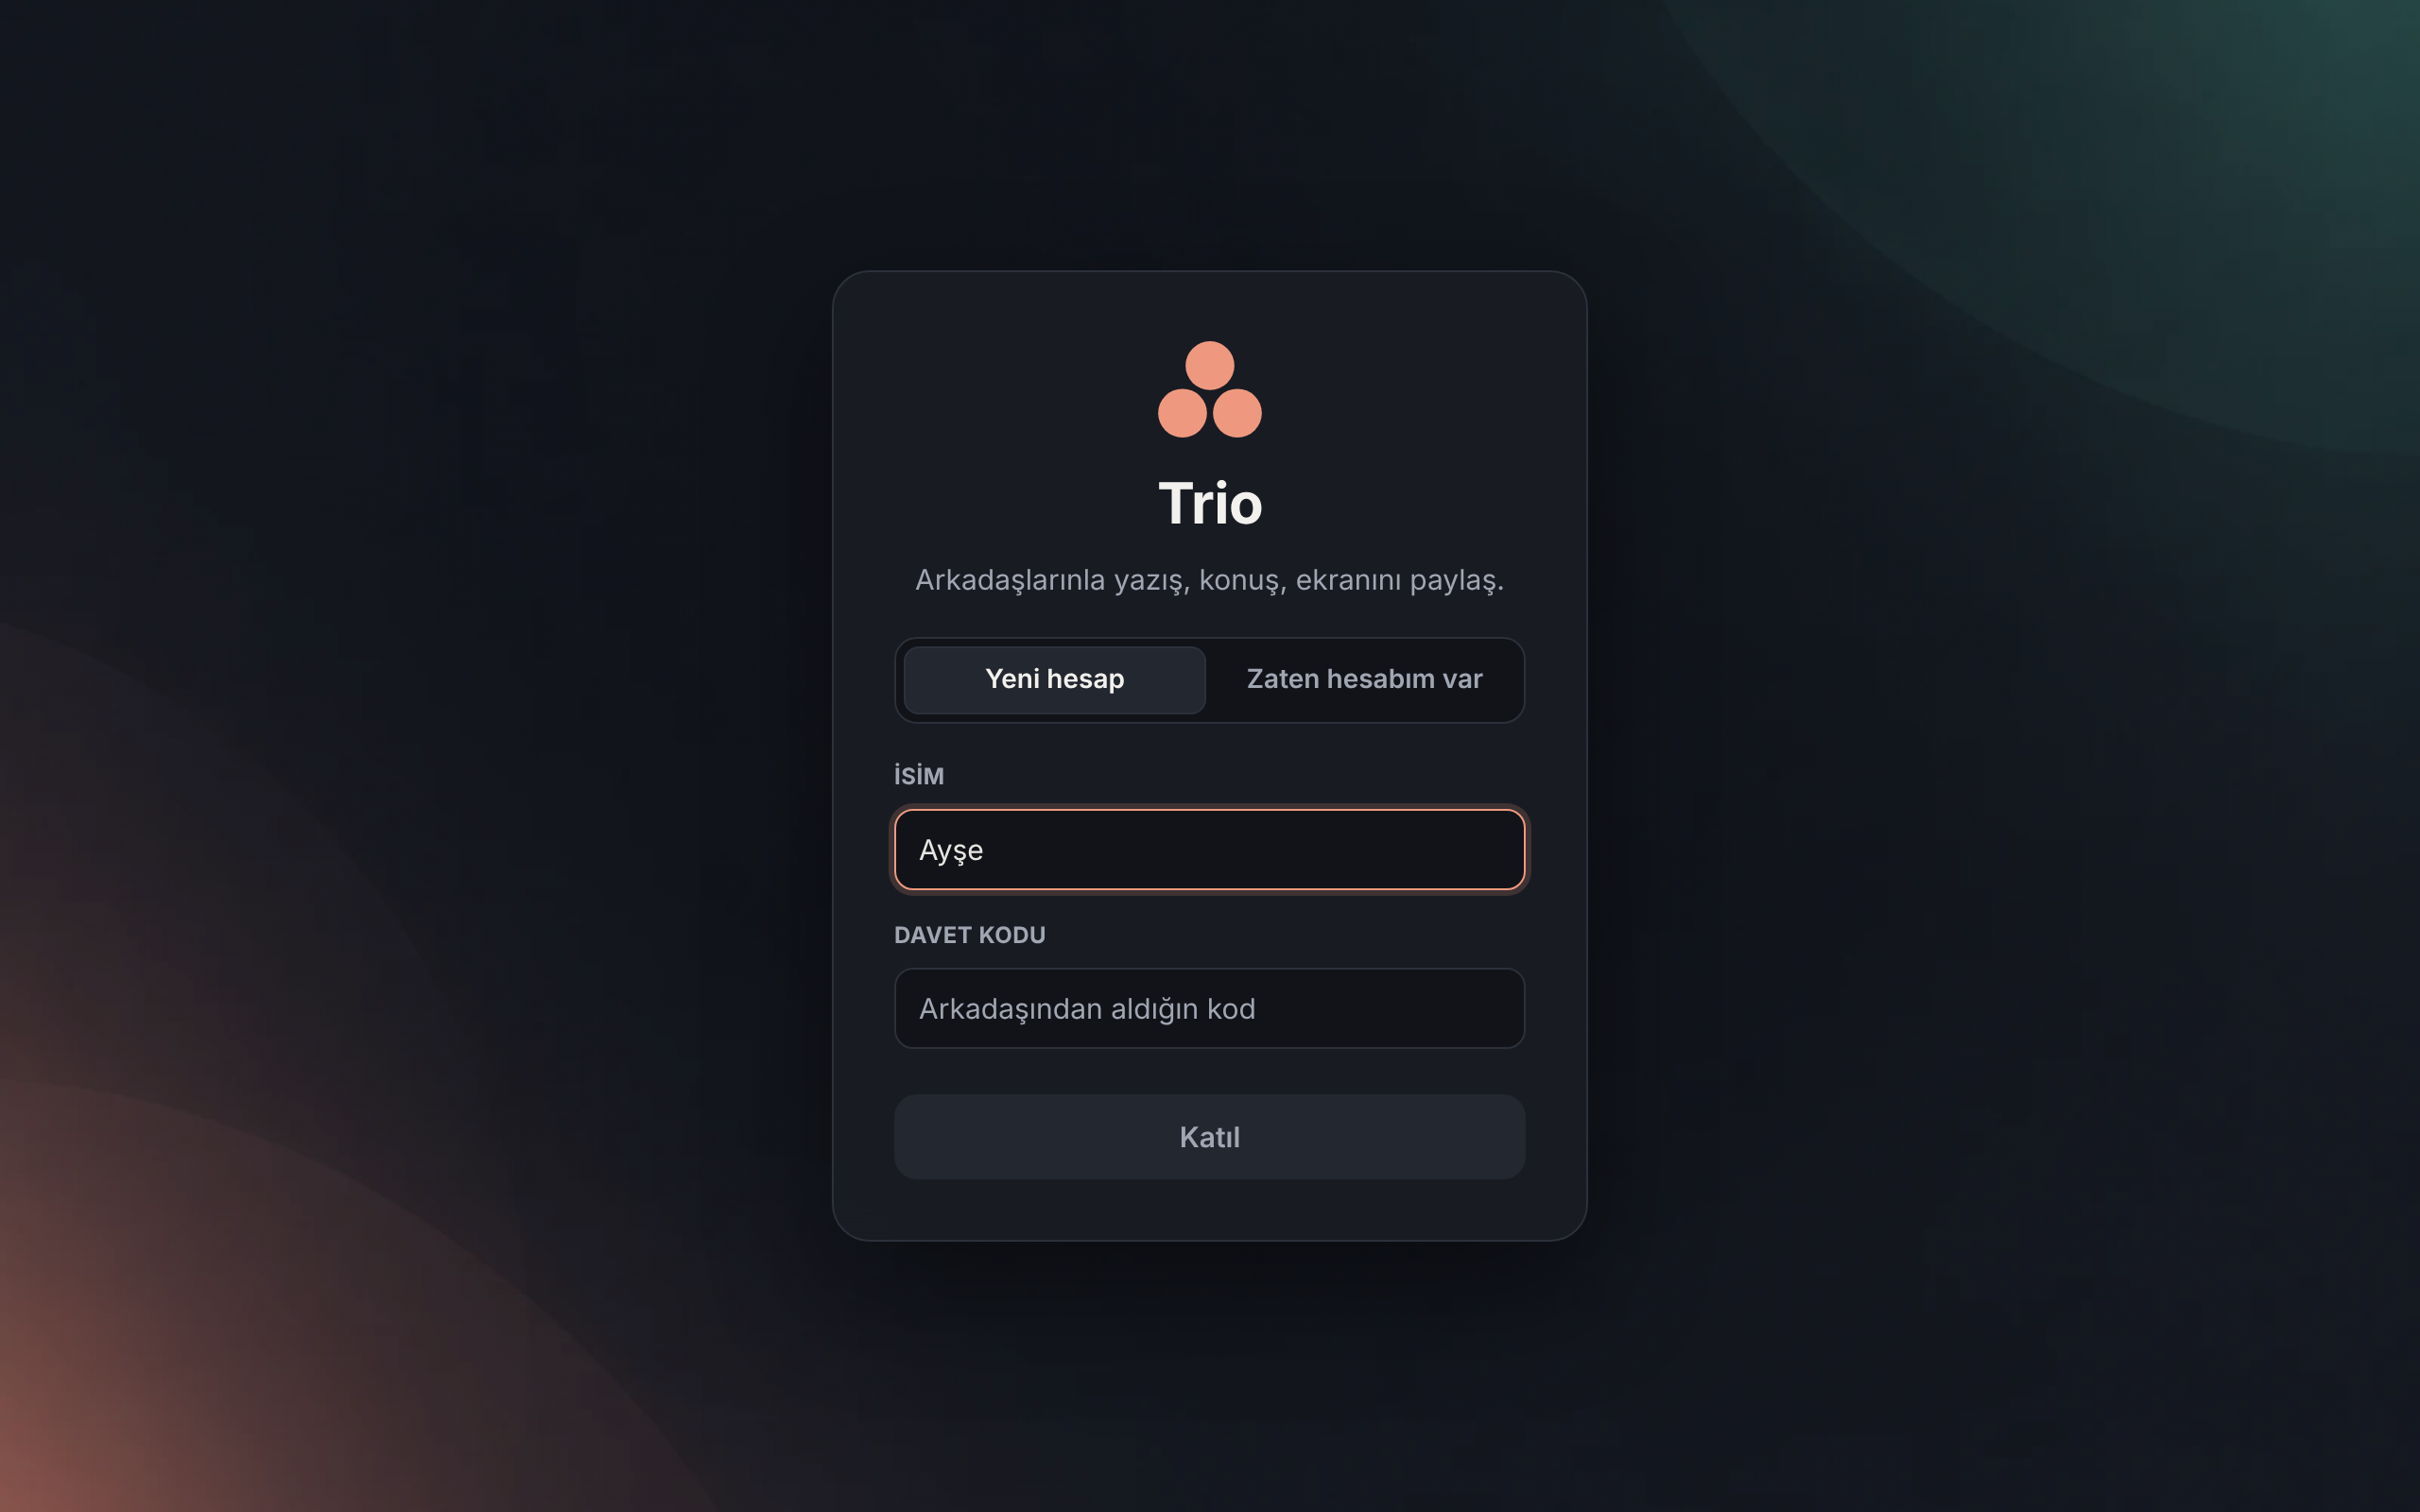 Trio
Arkadaşlarınla yazış, konuş, ekranını paylaş.
Yeni hesap
Zaten hesabım var
İSİM
Ayşe
DAVET KODU
Arkadaşından aldığın kod
Katıl